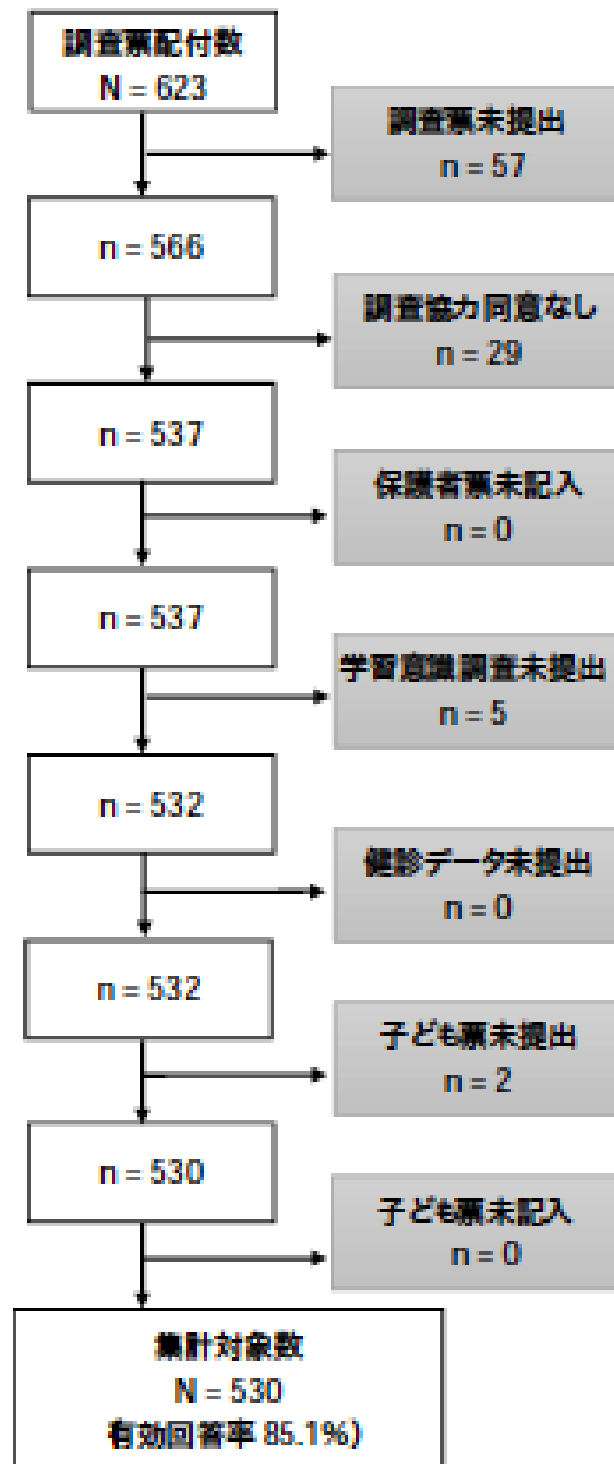 調査票配付数
N = 623
調査票未提出
n = 57
n = 566
調査協力同意なし
n = 29
n = 537
保護者票未記入
n = 0
n = 537
学習意識調査未提出
n = 5
n = 532
健診データ未提出
n = 0
n = 532
子ども票未提出
n = 2
n = 530
子ども票未記入
n = 0
集計対象数
N = 530
有効回答率 85.1%)